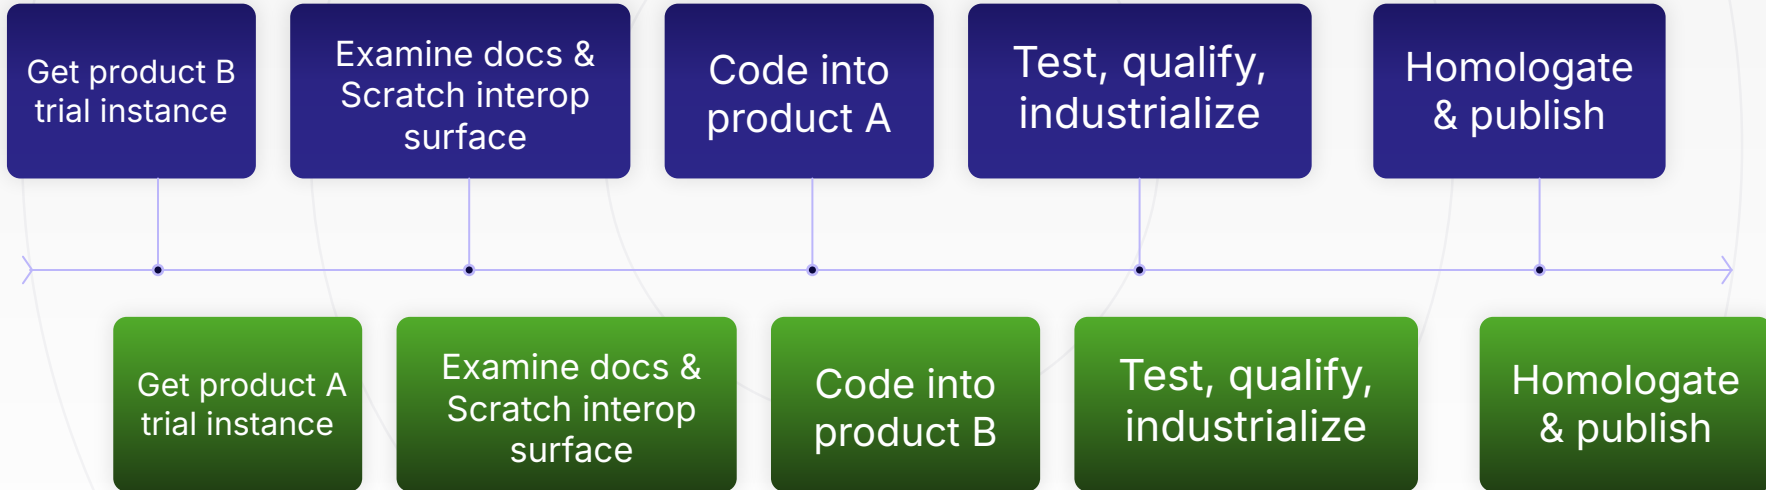 Get product B
trial instance
Examine docs &
Scratch interop
surface
Code into
product A
Test, qualify,
industrialize
Homologate
& publish
Get product A
trial instance
Examine docs &
Scratch interop
surface
Code into
product B
Test, qualify,
industrialize
Homologate
& publish